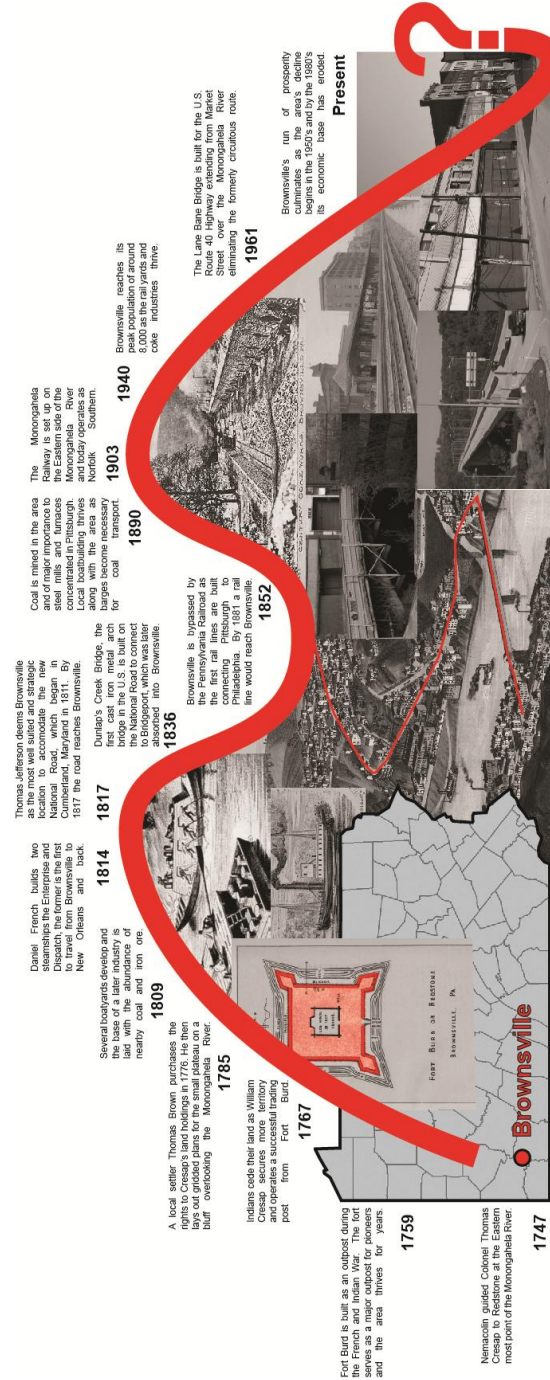 Nemacolin guided Colonel Thomas
Cresap to Redstone at the Eastern
most point of the Monongahela River.
1747
Fort Burd is built as an outpost during
the French and Indian War. The fort
serves as a major outpost for pioneers
and the area thrives for years.
1759
Indians cede their land as William
Cresap secures more territory
and operates a successful trading
post from Fort Burd.
1767
A local settler Thomas Brown purchases the
rights to Cresap's land holdings in 1776. He then
lays out gridded plans for the small plateau on a
bluff overlooking the Monongahela River.
1785
Several boatyards develop and
the base of a later industry is
laid with the abundance of
nearby coal and iron ore.
1809
Daniel French builds two
steamships the Enterprise and
Dispatch, the former is the first
to travel from Brownsville to
New Orleans and back.
1814
Thomas Jefferson deems Brownsville
as the most well suited and strategic
location to accomodate the new
National Road, which began in
Cumberland, Maryland in 1811. By
1817 the road reaches Brownsville.
1817
Dunlap's Creek Bridge, the
first cast iron metal arch
bridge in the U.S. is built on
the National Road to connect
to Bridgeport, which was later
absorbed into Brownsville.
1836
Brownsville is bypassed by
the Pennsylvania Railroad as
the first rail lines are built
connecting Pittsburgh to
Philadelphia. By 1881 a rail
line would reach Brownsville.
1852
Coal is mined in the area
and of major importance to
steel mills and furnaces
concentrated in Pittsburgh.
Local boatbuilding thrives
along with the area as
barges become necessary
for coal transport.
1890
The Monongahela
Railway is set up on
the Eastern side of the
Monongahela River
and today operates as
Norfolk Southern.
1903
Brownsville reaches its
peak population of around
8,000 as the rail yards and
coke industries thrive.
1940
The Lane Bane Bridge is built for the U.S.
Route 40 Highway extending from Market
Street over the Monongahela River
eliminating the formerly circuitous route.
1961
Brownsville's run of prosperity
culminates as the area's decline
begins in the 1950's and by the 1980's
its economic base has eroded.
Present
?
Brownsville
FORT BURD OR REDSTONE
BROWNSVILLE, PA